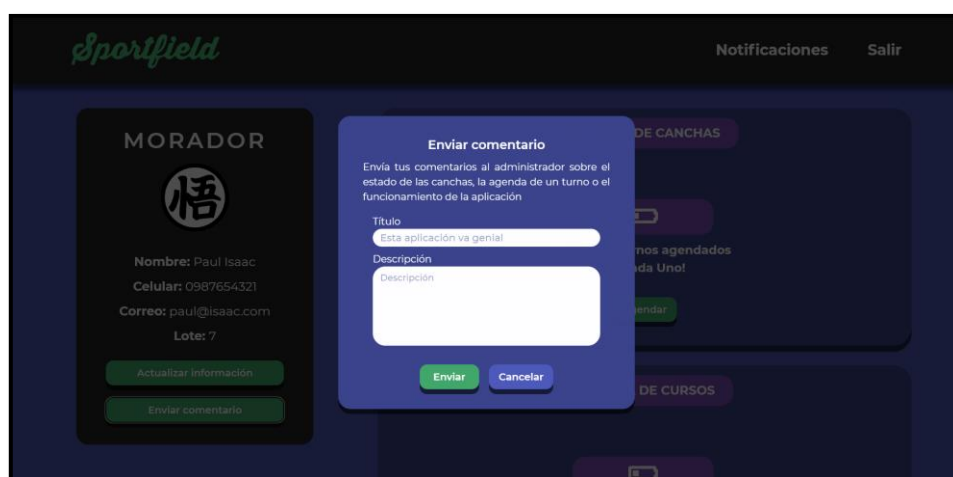 Sportfield
Notificaciones
Salir
MORADOR
悟
Nombre: Paul Isaac
Celular: 0987654321
Correo: paul@isaac.com
Lote: 7
Actualizar información
Enviar comentario
Enviar comentario
Envía tus comentarios al administrador sobre el
estado de las canchas, la agenda de un turno o el
funcionamiento de la aplicación
Título
Esta aplicación va genial
Descripción
Descripción
Enviar
Cancelar
DE CANCHAS
agendados
Uno!
DE CURSOS